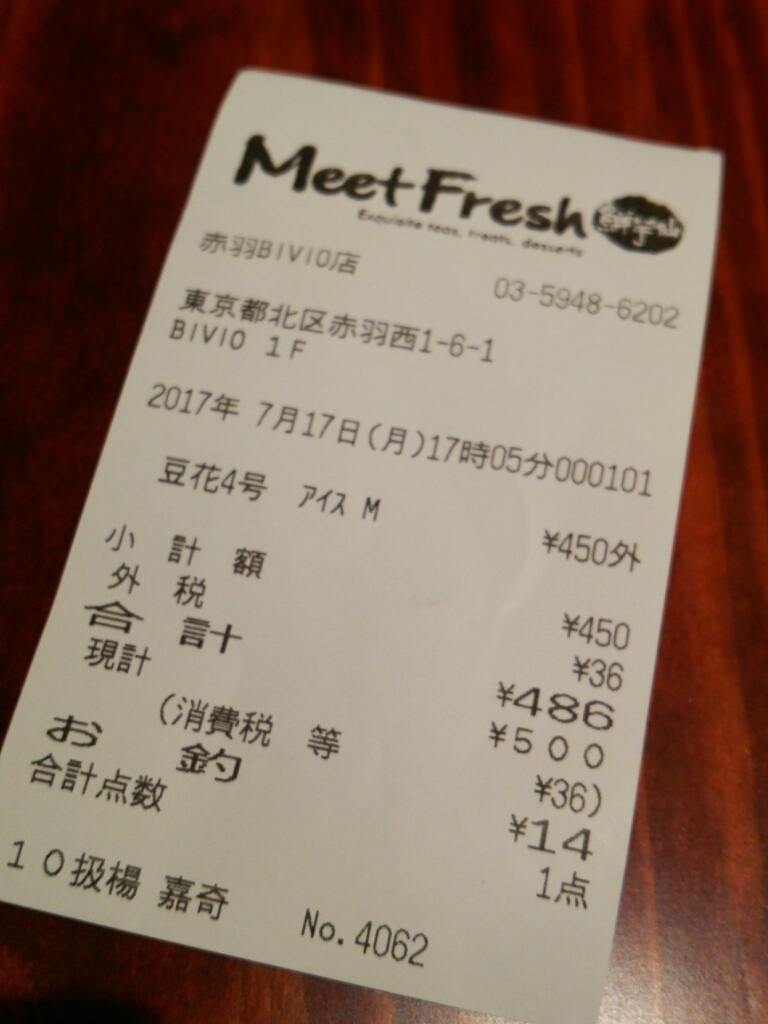 Meet Fresh 鮮芋仙
Exquisite teas, treats, desserts
赤羽BIVIO店
03-5948-6202
東京都北区赤羽西1-6-1
BIVIO 1F
2017年 7月17日(月)17時05分000101
豆花4号 アイス M ¥450外
小計額 ¥450
外税 ¥36
合計 ¥486
現計 ¥500
(消費税等 ¥36)
お釣 ¥14
合計点数 1点
10扱楊 嘉奇 No.4062